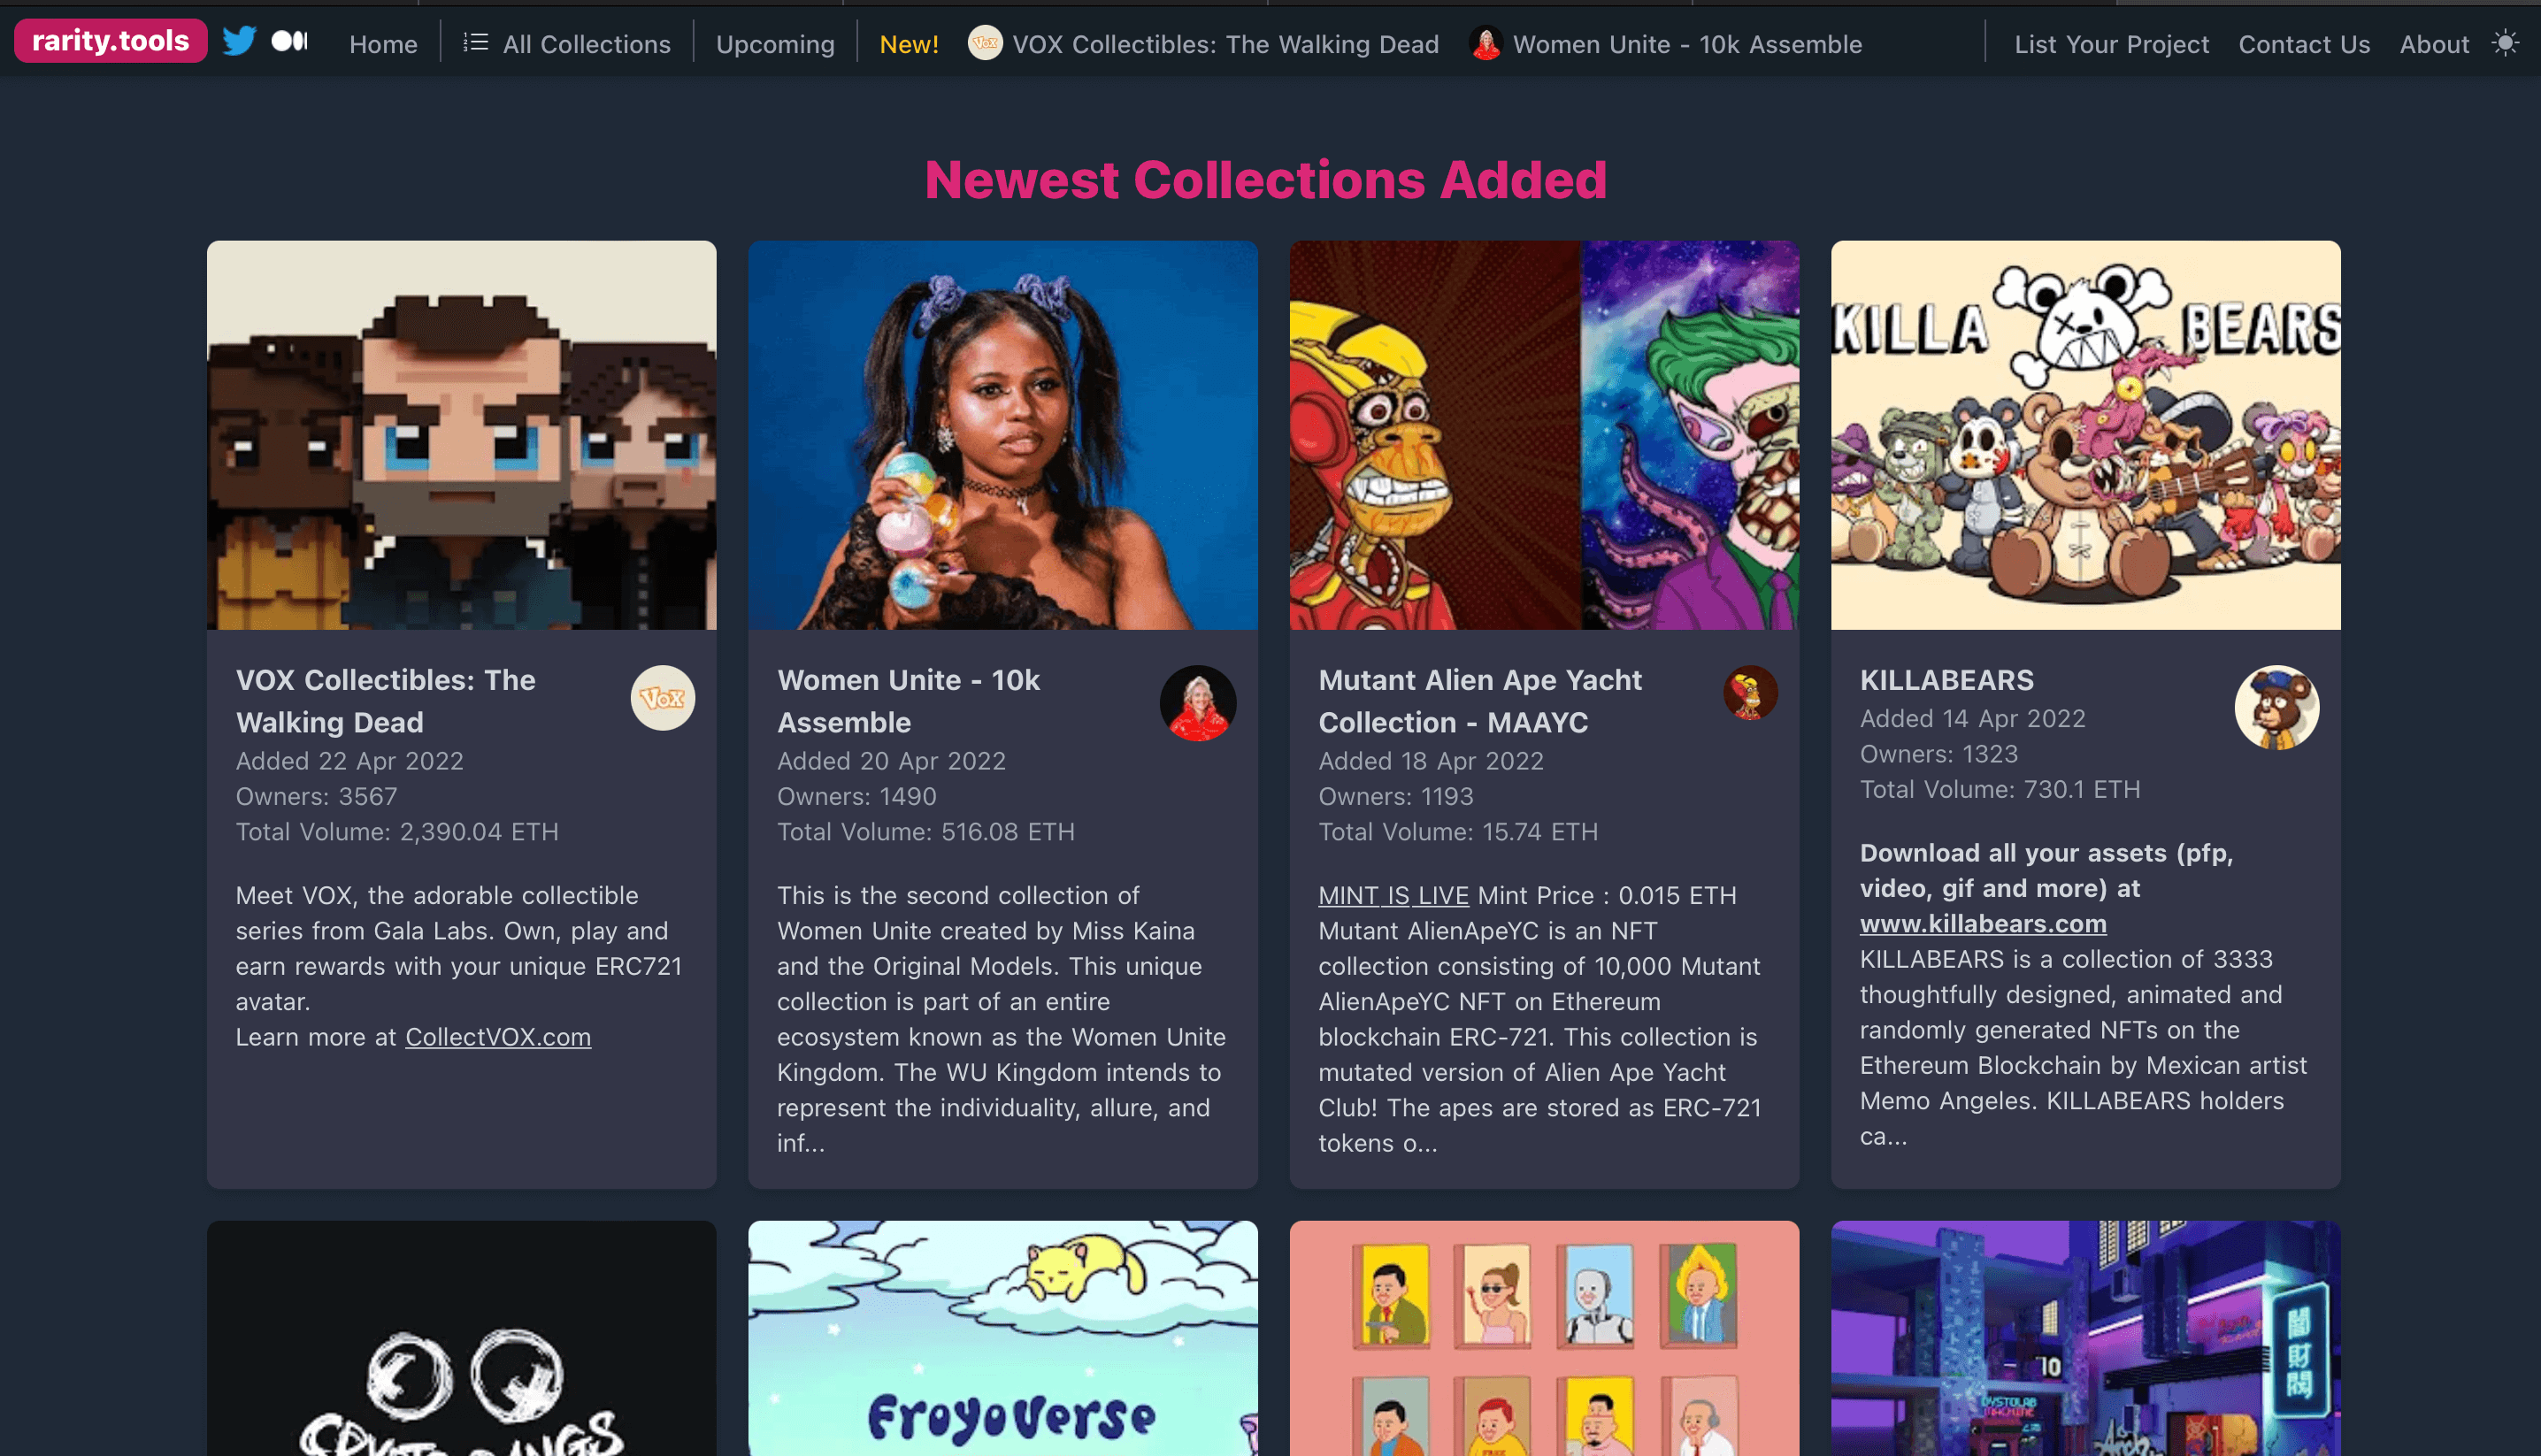 rarity.tools Home All Collections Upcoming New! VOX VOX Collectibles: The Walking Dead Women Unite - 10k Assemble List Your Project Contact Us About
Newest Collections Added
KILLA BEARS
VOX Collectibles: The
Walking Dead
VOX
Added 22 Apr 2022
Owners: 3567
Total Volume: 2,390.04 ETH
Meet VOX, the adorable collectible
series from Gala Labs. Own, play and
earn rewards with your unique ERC721
avatar.
Learn more at CollectVOX.com
Women Unite - 10k
Assemble
Added 20 Apr 2022
Owners: 1490
Total Volume: 516.08 ETH
This is the second collection of
Women Unite created by Miss Kaina
and the Original Models. This unique
collection is part of an entire
ecosystem known as the Women Unite
Kingdom. The WU Kingdom intends to
represent the individuality, allure, and
inf...
Mutant Alien Ape Yacht
Collection - MAAYC
Added 18 Apr 2022
Owners: 1193
Total Volume: 15.74 ETH
MINT IS LIVE Mint Price : 0.015 ETH
Mutant AlienApeYC is an NFT
collection consisting of 10,000 Mutant
AlienApeYC NFT on Ethereum
blockchain ERC-721. This collection is
mutated version of Alien Ape Yacht
Club! The apes are stored as ERC-721
tokens o...
KILLABEARS
Added 14 Apr 2022
Owners: 1323
Total Volume: 730.1 ETH
Download all your assets (pfp,
video, gif and more) at
www.killabears.com
KILLABEARS is a collection of 3333
thoughtfully designed, animated and
randomly generated NFTs on the
Ethereum Blockchain by Mexican artist
Memo Angeles. KILLABEARS holders
ca...
Froyoverse
10
DYSTOLAB
MACHINE